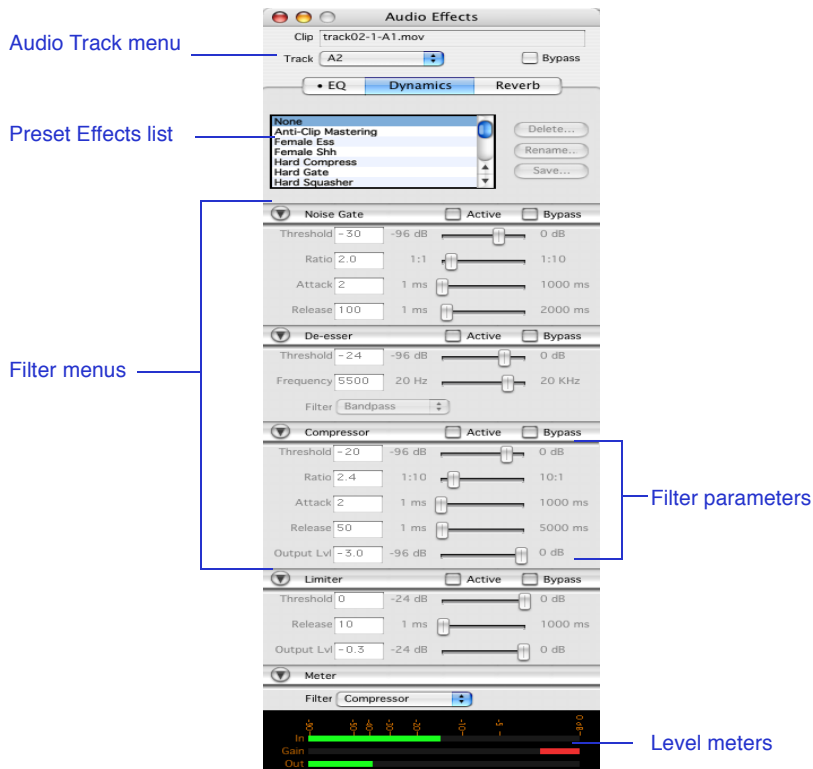 Audio Effects
Clip track02-1-A1.mov
Audio Track menu
Track A2 Bypass
• EQ Dynamics Reverb
Preset Effects list
None
Anti-Clip Mastering
Female Ess
Female Shh
Hard Compress
Hard Gate
Hard Squasher
Delete...
Rename...
Save...
Noise Gate Active Bypass
Threshold -30 -96 dB 0 dB
Ratio 2.0 1:1 1:10
Attack 2 1 ms 1000 ms
Release 100 1 ms 2000 ms
De-esser Active Bypass
Threshold -24 -96 dB 0 dB
Filter menus
Frequency 5500 20 Hz 20 KHz
Filter Bandpass
Compressor Active Bypass
Threshold -20 -96 dB 0 dB
Ratio 2.4 1:10 10:1
Filter parameters
Attack 2 1 ms 1000 ms
Release 50 1 ms 5000 ms
Output Lvl -3.0 -96 dB 0 dB
Limiter Active Bypass
Threshold 0 -24 dB 0 dB
Release 10 1 ms 1000 ms
Output Lvl -0.3 -24 dB 0 dB
Meter
Filter Compressor
-90 -50 -40 -30 -20 -10 -5 0dB
In
Gain
Level meters
Out